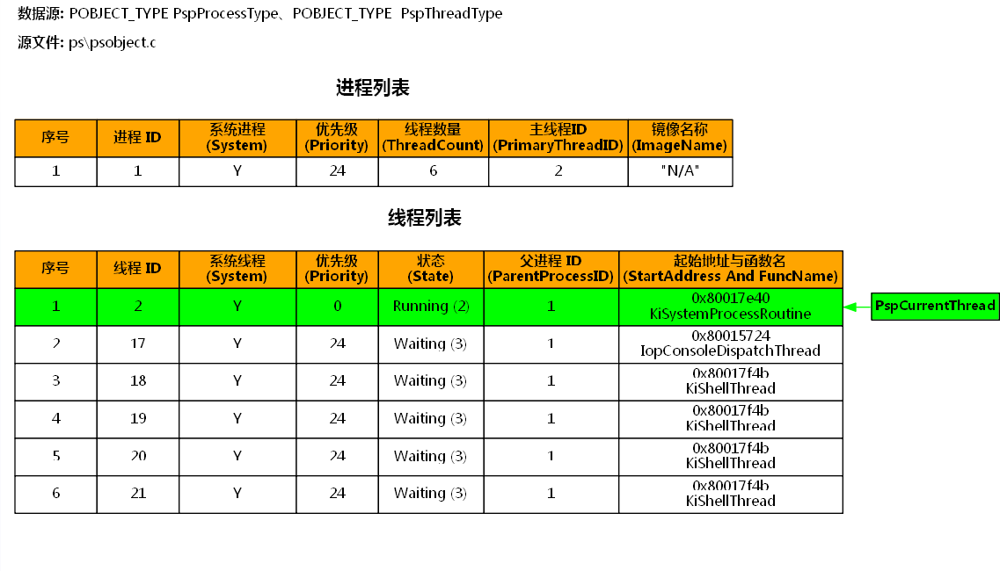 数据源: POBJECT_TYPE PspProcessType、POBJECT_TYPE  PspThreadType
源文件: ps\psobject.c
进程列表
序号 进程 ID 系统进程 (System) 优先级 (Priority) 线程数量 (ThreadCount) 主线程ID (PrimaryThreadID) 镜像名称 (ImageName)
1 1 Y 24 6 2 "N/A"
线程列表
序号 线程 ID 系统线程 (System) 优先级 (Priority) 状态 (State) 父进程 ID (ParentProcessID) 起始地址与函数名 (StartAddress And FuncName)
1 2 Y 0 Running (2) 1 0x80017e40 KiSystemProcessRoutine PspCurrentThread
2 17 Y 24 Waiting (3) 1 0x80015724 IopConsoleDispatchThread
3 18 Y 24 Waiting (3) 1 0x80017f4b KiShellThread
4 19 Y 24 Waiting (3) 1 0x80017f4b KiShellThread
5 20 Y 24 Waiting (3) 1 0x80017f4b KiShellThread
6 21 Y 24 Waiting (3) 1 0x80017f4b KiShellThread